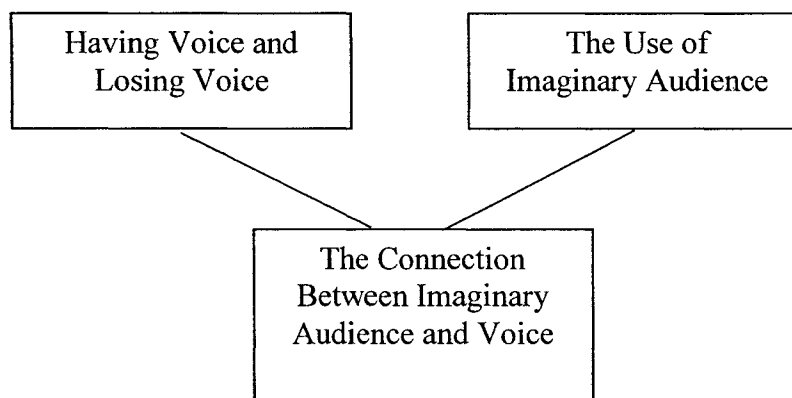 Having Voice and
Losing Voice
The Use of
Imaginary Audience
The Connection
Between Imaginary
Audience and Voice